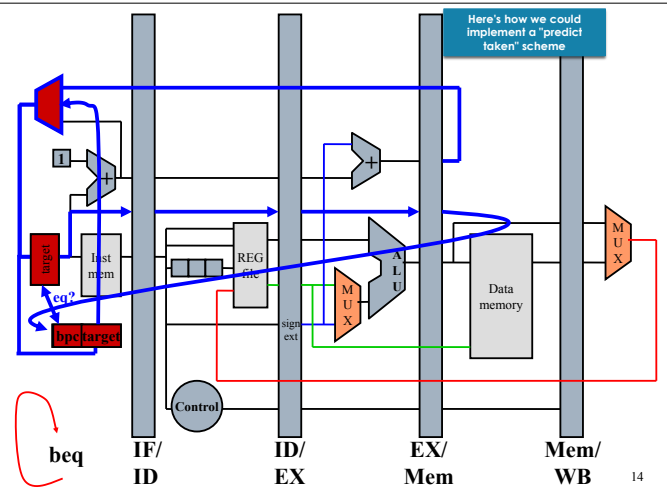 Here's how we could
implement a "predict
taken" scheme
1
+
+
target
Inst
mem
REG
file
M
U
X
A
L
U
Data
memory
M
U
X
eq?
bpc target
sign
ext
Control
beq
IF/
ID
ID/
EX
EX/
Mem
Mem/
WB
14